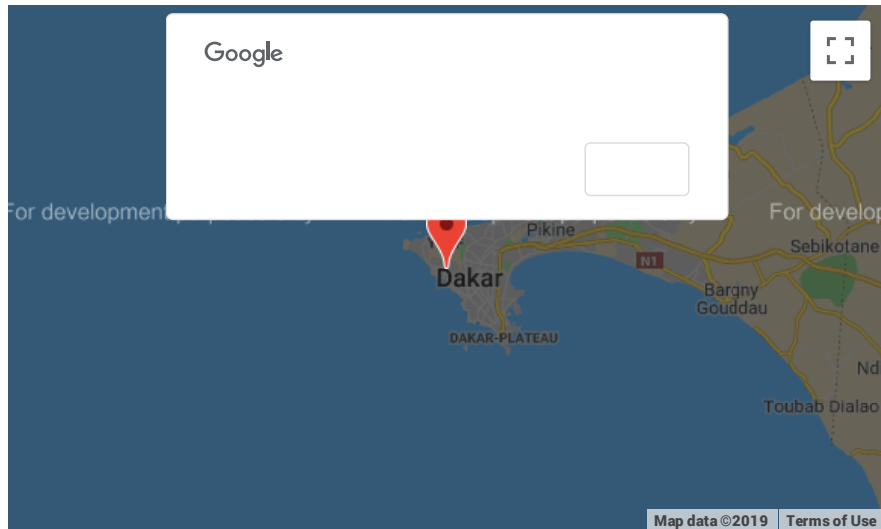 Google
For development
For develop
Pikine
Sebikotane
N1
Dakar
Bargny
Gouddau
DAKAR-PLATEAU
Nd
Toubab Dialao
Map data ©2019 Terms of Use